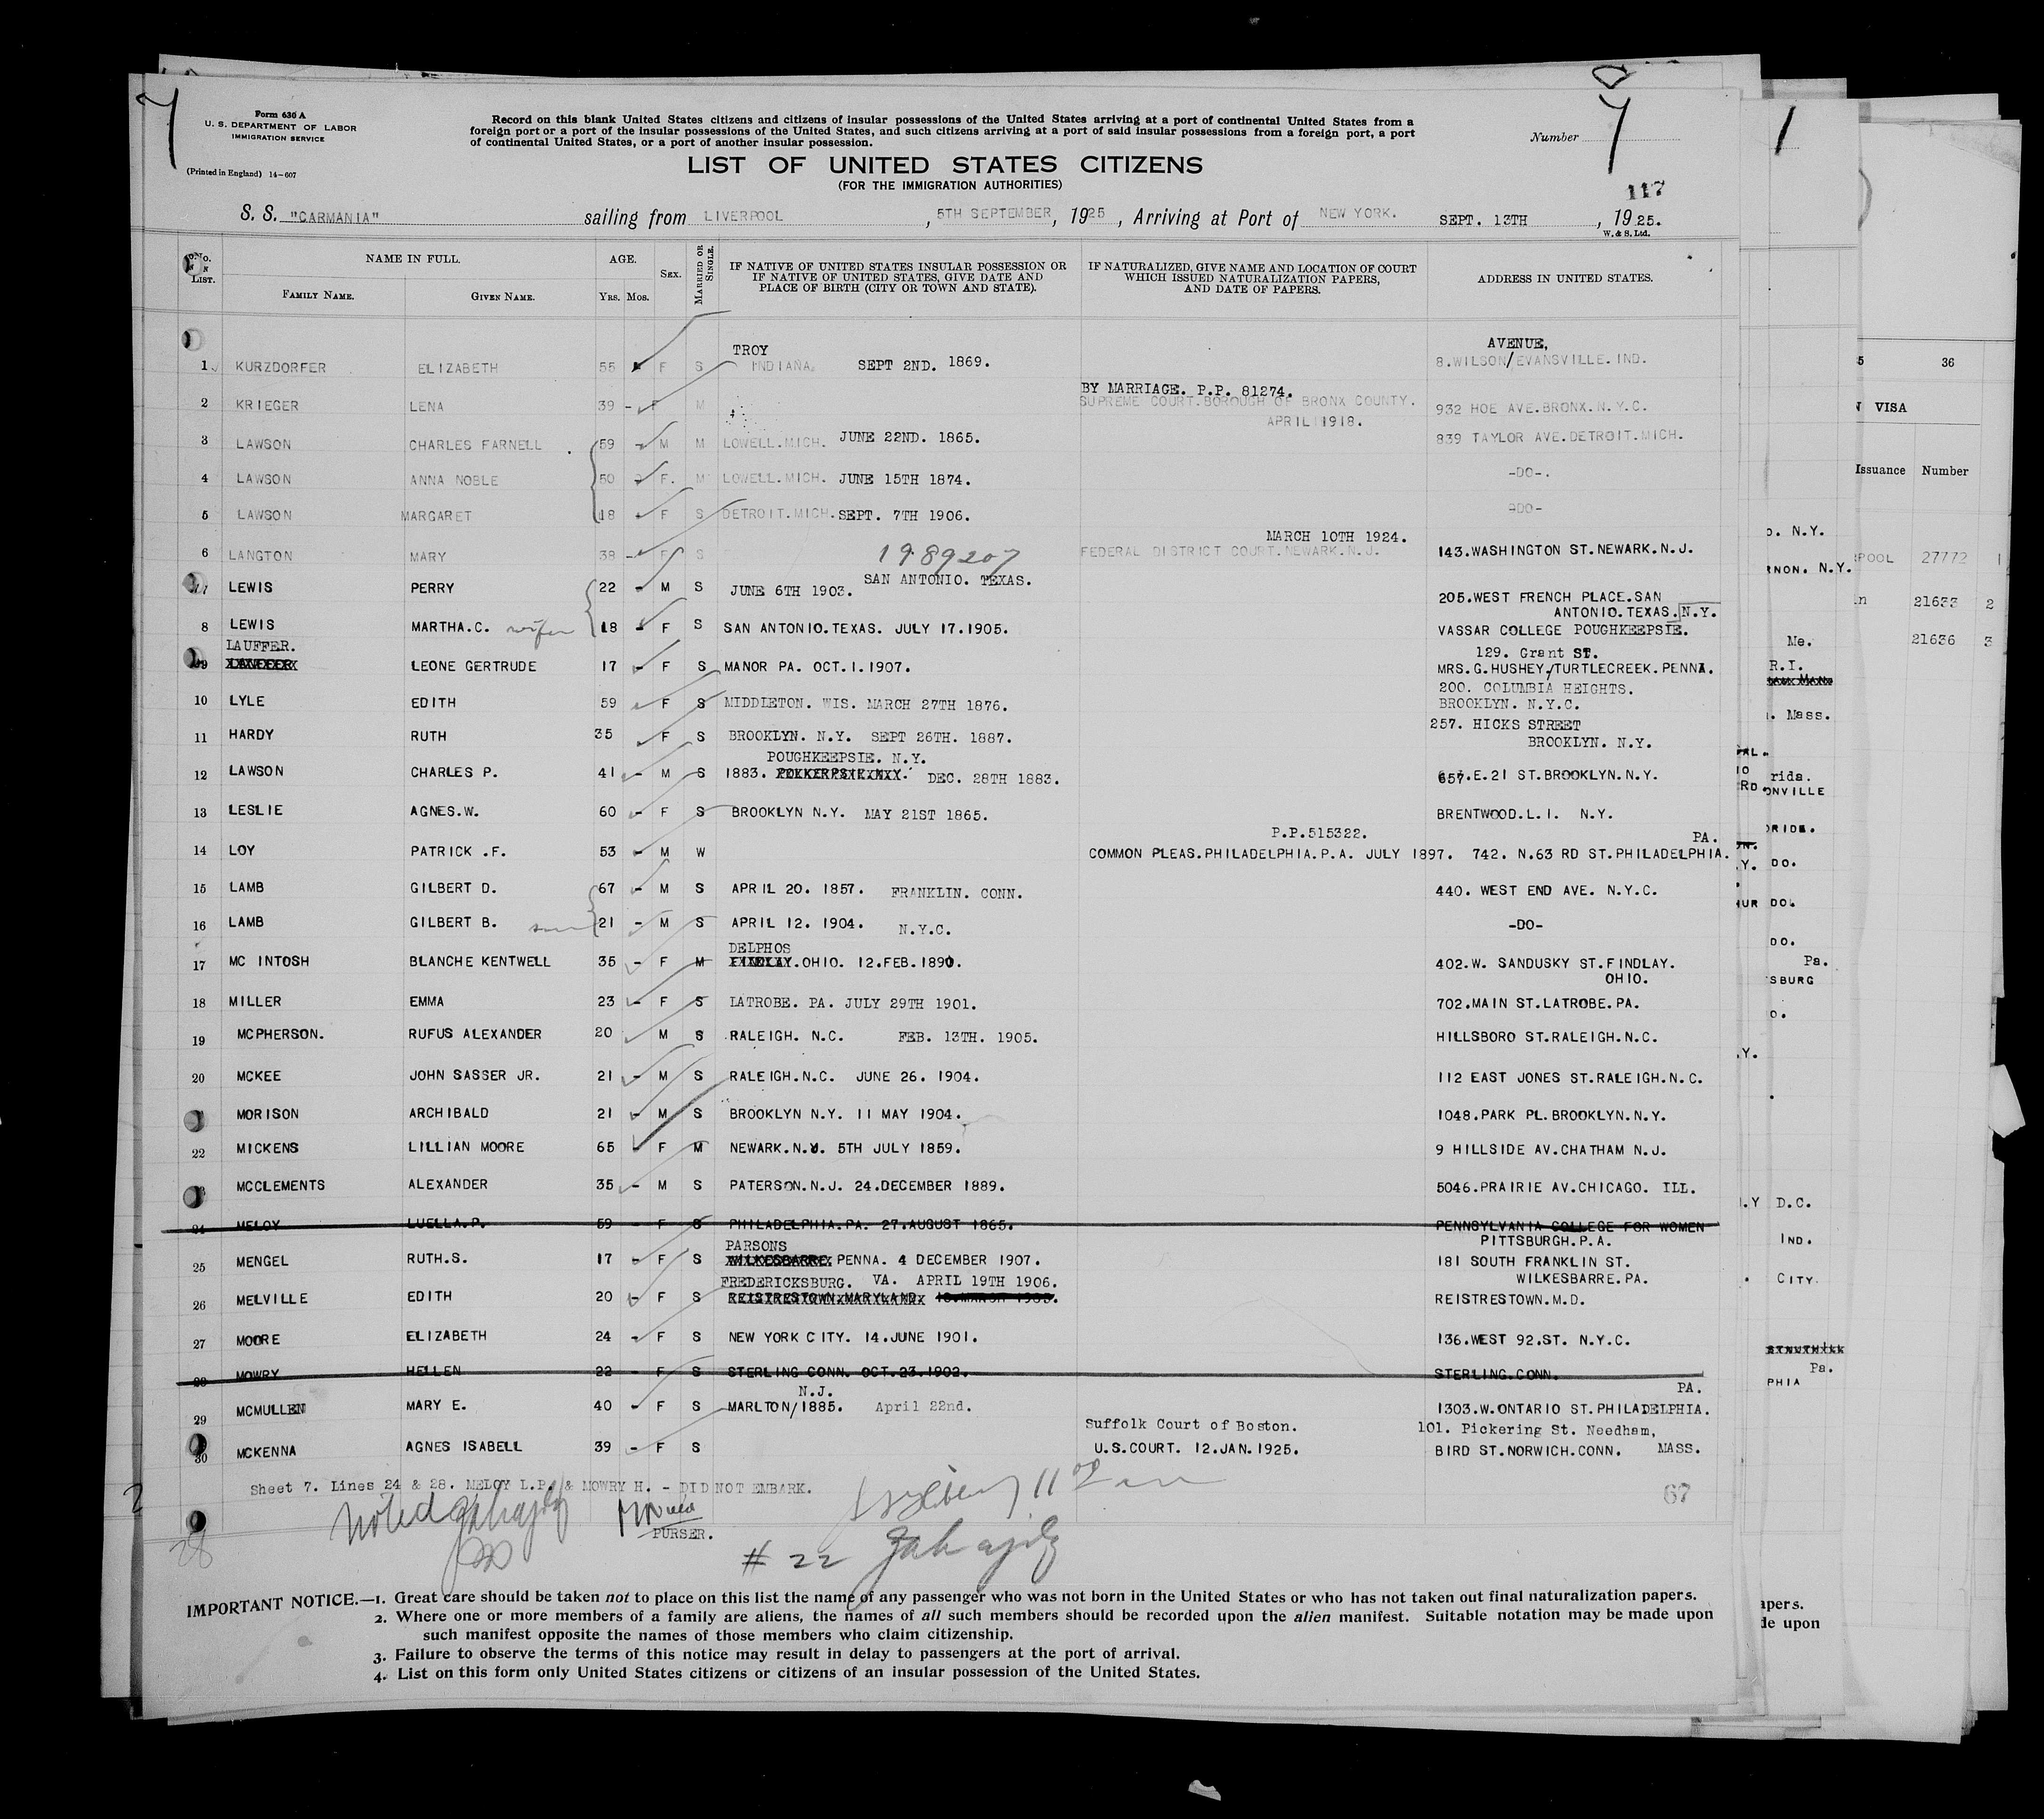 Form 630 A
U. S. DEPARTMENT OF LABOR
IMMIGRATION SERVICE
(Printed in England) 14-607
Record on this blank United States citizens and citizens of insular possessions of the United States arriving at a port of continental United States from a
foreign port or a port of the insular possessions of the United States, and such citizens arriving at a port of said insular possessions from a foreign port, a port
of continental United States, or a port of another insular possession.
Number 7
LIST OF UNITED STATES CITIZENS
(FOR THE IMMIGRATION AUTHORITIES)
117
S. S. "CARMANIA" sailing from LIVERPOOL, 5TH SEPTEMBER, 1925, Arriving at Port of NEW YORK. SEPT. 13TH, 1925.
W. & S. Ltd.
No. LIST. NAME IN FULL. AGE. SEX. MARRIED OR SINGLE. IF NATIVE OF UNITED STATES INSULAR POSSESSION OR IF NATIVE OF UNITED STATES, GIVE DATE AND PLACE OF BIRTH (CITY OR TOWN AND STATE). IF NATURALIZED, GIVE NAME AND LOCATION OF COURT WHICH ISSUED NATURALIZATION PAPERS, AND DATE OF PAPERS. ADDRESS IN UNITED STATES.
FAMILY NAME. GIVEN NAME. YRS. MOS.
TROY AVENUE,
1 KURZDORFER ELIZABETH 55 F S INDIANA. SEPT 2ND. 1869. 8.WILSON/EVANSVILLE. IND.
BY MARRIAGE. P.P. 81274.
2 KRIEGER LENA 39 - F M SUPREME COURT.BOROUGH OF BRONX COUNTY. 932 HOE AVE.BRONX.N.Y.C.
APRIL 1918.
3 LAWSON CHARLES FARNELL 59 - M M LOWELL.MICH. JUNE 22ND. 1865. 839 TAYLOR AVE.DETROIT.MICH.
4 LAWSON ANNA NOBLE 50 F. M LOWELL.MICH. JUNE 15TH 1874. -DO-.
5 LAWSON MARGARET 18 F S DETROIT.MICH.SEPT. 7TH 1906. -DO-
MARCH 10TH 1924.
6 LANGTON MARY 38 - F S 1989207 FEDERAL DISTRICT COURT.NEWARK.N.J. 143.WASHINGTON ST.NEWARK.N.J.
SAN ANTONIO. TEXAS.
7 LEWIS PERRY 22 - M S JUNE 6TH 1903. 205.WEST FRENCH PLACE.SAN
ANTONIO.TEXAS. N.Y.
8 LEWIS MARTHA.C. wife 18 - F S SAN ANTONIO.TEXAS. JULY 17.1905. VASSAR COLLEGE POUGHKEEPSIE.
LAUFFER. 129. Grant ST.
9 LEONE GERTRUDE 17 - F S MANOR PA. OCT.1.1907. MRS.G.HUSHEY/TURTLECREEK.PENNA.
200. COLUMBIA HEIGHTS.
10 LYLE EDITH 59 F S MIDDLETON. WIS. MARCH 27TH 1876. BROOKLYN. N.Y.C.
257. HICKS STREET
11 HARDY RUTH 35 F S BROOKLYN. N.Y. SEPT 26TH. 1887. BROOKLYN. N.Y.
POUGHKEEPSIE. N.Y.
12 LAWSON CHARLES P. 41 - M S 1883. DEC. 28TH 1883. 657.E.21 ST.BROOKLYN.N.Y.
13 LESLIE AGNES.W. 60 - F S BROOKLYN N.Y. MAY 21ST 1865. BRENTWOOD.L.I. N.Y.
P.P.515322. PA.
14 LOY PATRICK .F. 53 - M W COMMON PLEAS.PHILADELPHIA.P.A. JULY 1897. 742. N.63 RD ST.PHILADELPHIA.
15 LAMB GILBERT D. 67 - M S APRIL 20. 1857. FRANKLIN. CONN. 440. WEST END AVE. N.Y.C.
16 LAMB GILBERT B. son 21 - M S APRIL 12. 1904. N.Y.C. -DO-
DELPHOS
17 MC INTOSH BLANCHE KENTWELL 35 - F M FINDLAY.OHIO. 12.FEB.1890. 402.W. SANDUSKY ST.FINDLAY.
OHIO.
18 MILLER EMMA 23 - F S LATROBE. PA. JULY 29TH 1901. 702.MAIN ST.LATROBE.PA.
19 MCPHERSON. RUFUS ALEXANDER 20 M S RALEIGH. N.C. FEB. 13TH. 1905. HILLSBORO ST.RALEIGH.N.C.
20 MCKEE JOHN SASSER JR. 21 - M S RALEIGH.N.C. JUNE 26. 1904. 112 EAST JONES ST.RALEIGH.N.C.
MORISON ARCHIBALD 21 - M S BROOKLYN N.Y. 11 MAY 1904. 1048.PARK PL.BROOKLYN.N.Y.
22 MICKENS LILLIAN MOORE 65 F M NEWARK.N.J. 5TH JULY 1859. 9 HILLSIDE AV.CHATHAM N.J.
MCCLEMENTS ALEXANDER 35 - M S PATERSON.N.J. 24.DECEMBER 1889. 5046.PRAIRIE AV.CHICAGO. ILL.
24 MELOY LUELLA.P. 59 - F S PHILADELPHIA.PA. 27.AUGUST 1865. PENNSYLVANIA COLLEGE FOR WOMEN
PARSONS PITTSBURGH.P.A.
25 MENGEL RUTH.S. 17 - F S WILKESBARRE PENNA. 4 DECEMBER 1907. 181 SOUTH FRANKLIN ST.
FREDERICKSBURG. VA. APRIL 19TH 1906. WILKESBARRE.PA.
26 MELVILLE EDITH 20 - F S REISTRESTOWN.MARYLAND. REISTRESTOWN.M.D.
27 MOORE ELIZABETH 24 - F S NEW YORK CITY. 14.JUNE 1901. 136.WEST 92.ST. N.Y.C.
28 MOWRY HELLEN 22 - F S STERLING CONN. OCT.23.1902. STERLING.CONN.
N.J. PA.
29 MCMULLEN MARY E. 40 - F S MARLTON/1885. April 22nd. 1303.W.ONTARIO ST.PHILADELPHIA.
Suffolk Court of Boston. 101. Pickering St. Needham,
30 MCKENNA AGNES ISABELL 39 - F S U.S.COURT. 12.JAN.1925. BIRD ST.NORWICH.CONN. MASS.
Sheet 7. Lines 24 & 28. MELOY L.P. & MOWRY H. - DID NOT EMBARK.
67
Noted
PURSER.
# 22
IMPORTANT NOTICE.—1. Great care should be taken not to place on this list the name of any passenger who was not born in the United States or who has not taken out final naturalization papers.
2. Where one or more members of a family are aliens, the names of all such members should be recorded upon the alien manifest. Suitable notation may be made upon
such manifest opposite the names of those members who claim citizenship.
3. Failure to observe the terms of this notice may result in delay to passengers at the port of arrival.
4. List on this form only United States citizens or citizens of an insular possession of the United States.
36
VISA
Issuance Number
27772
21633 2
21636 3